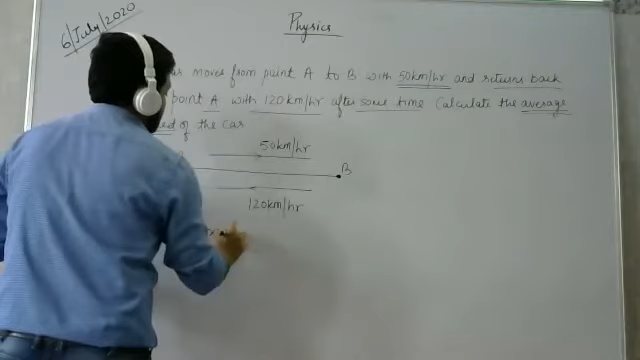 6/July/2020
Physics
moves from point A to B with 50km/hr and returns back
point A with 120km/hr after some time Calculate the average
of the car
50km/hr
B
120km/hr